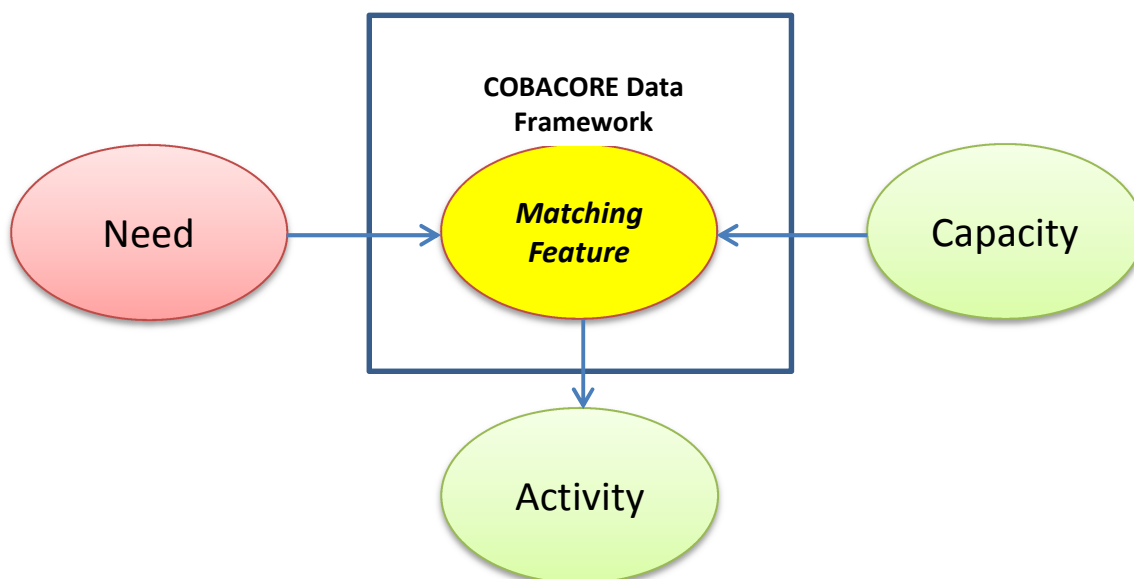 COBACORE Data
Framework
Need
Matching
Feature
Capacity
Activity